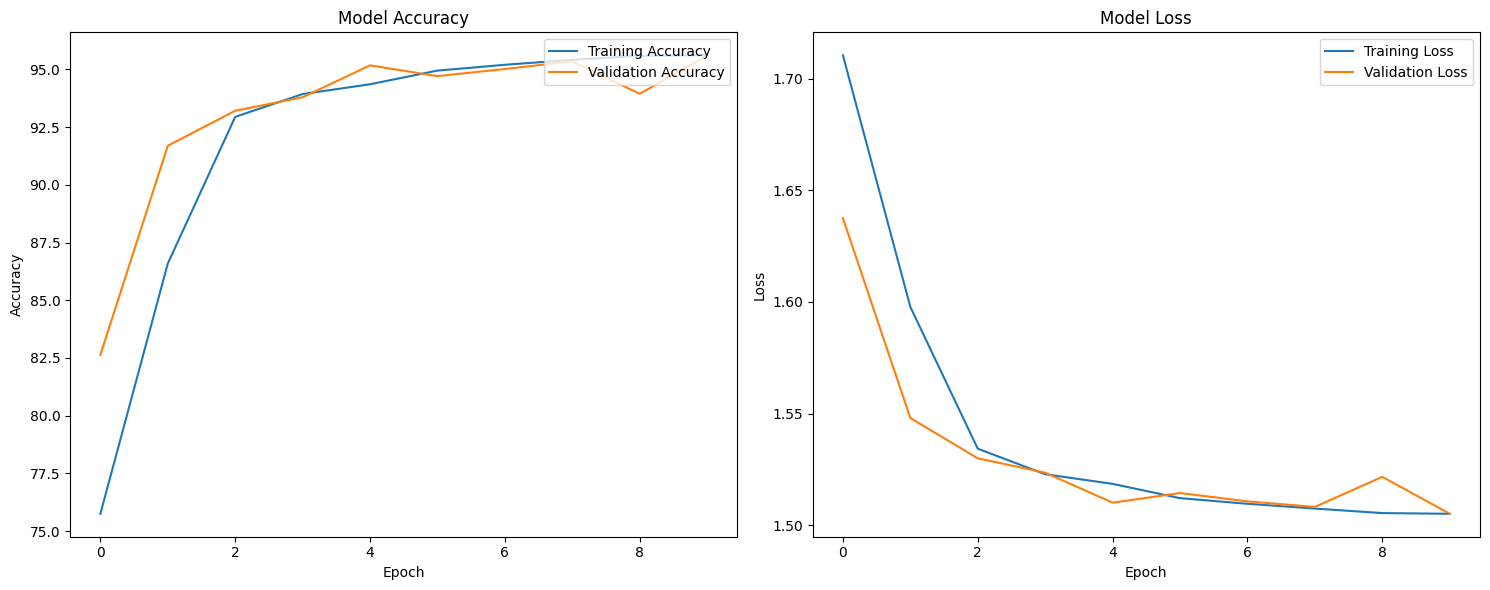 Model Accuracy
Training Accuracy
Validation Accuracy
95.0
92.5
90.0
87.5
85.0
82.5
80.0
77.5
75.0
Accuracy
0
2
4
6
8
Epoch
Model Loss
Training Loss
Validation Loss
1.70
1.65
1.60
1.55
1.50
Loss
0
2
4
6
8
Epoch